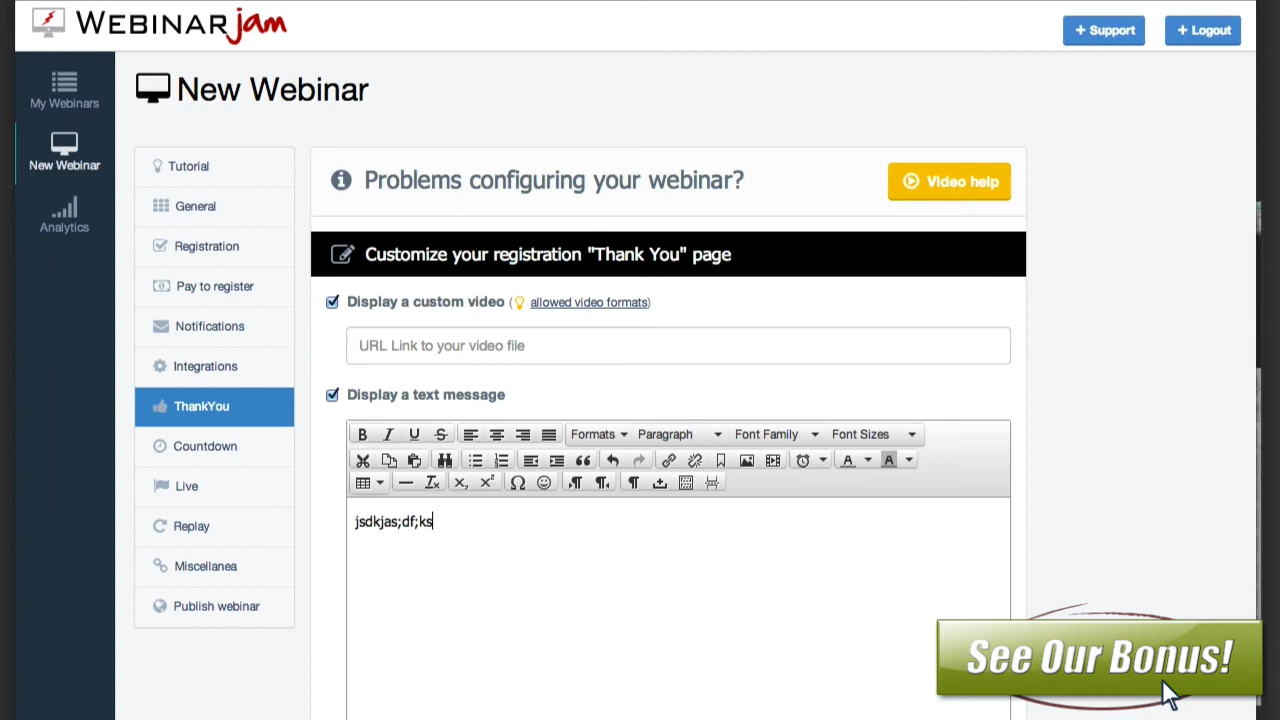 WEBINARjam
+ Support
+ Logout
My Webinars
New Webinar
Analytics
New Webinar
Tutorial
General
Registration
Pay to register
Notifications
Integrations
ThankYou
Countdown
Live
Replay
Miscellanea
Publish webinar
Problems configuring your webinar?
Video help
Customize your registration "Thank You" page
Display a custom video ( allowed video formats)
URL Link to your video file
Display a text message
B I U S Formats Paragraph Font Family Font Sizes
A A
jsdkjas;df;ks
See Our Bonus!